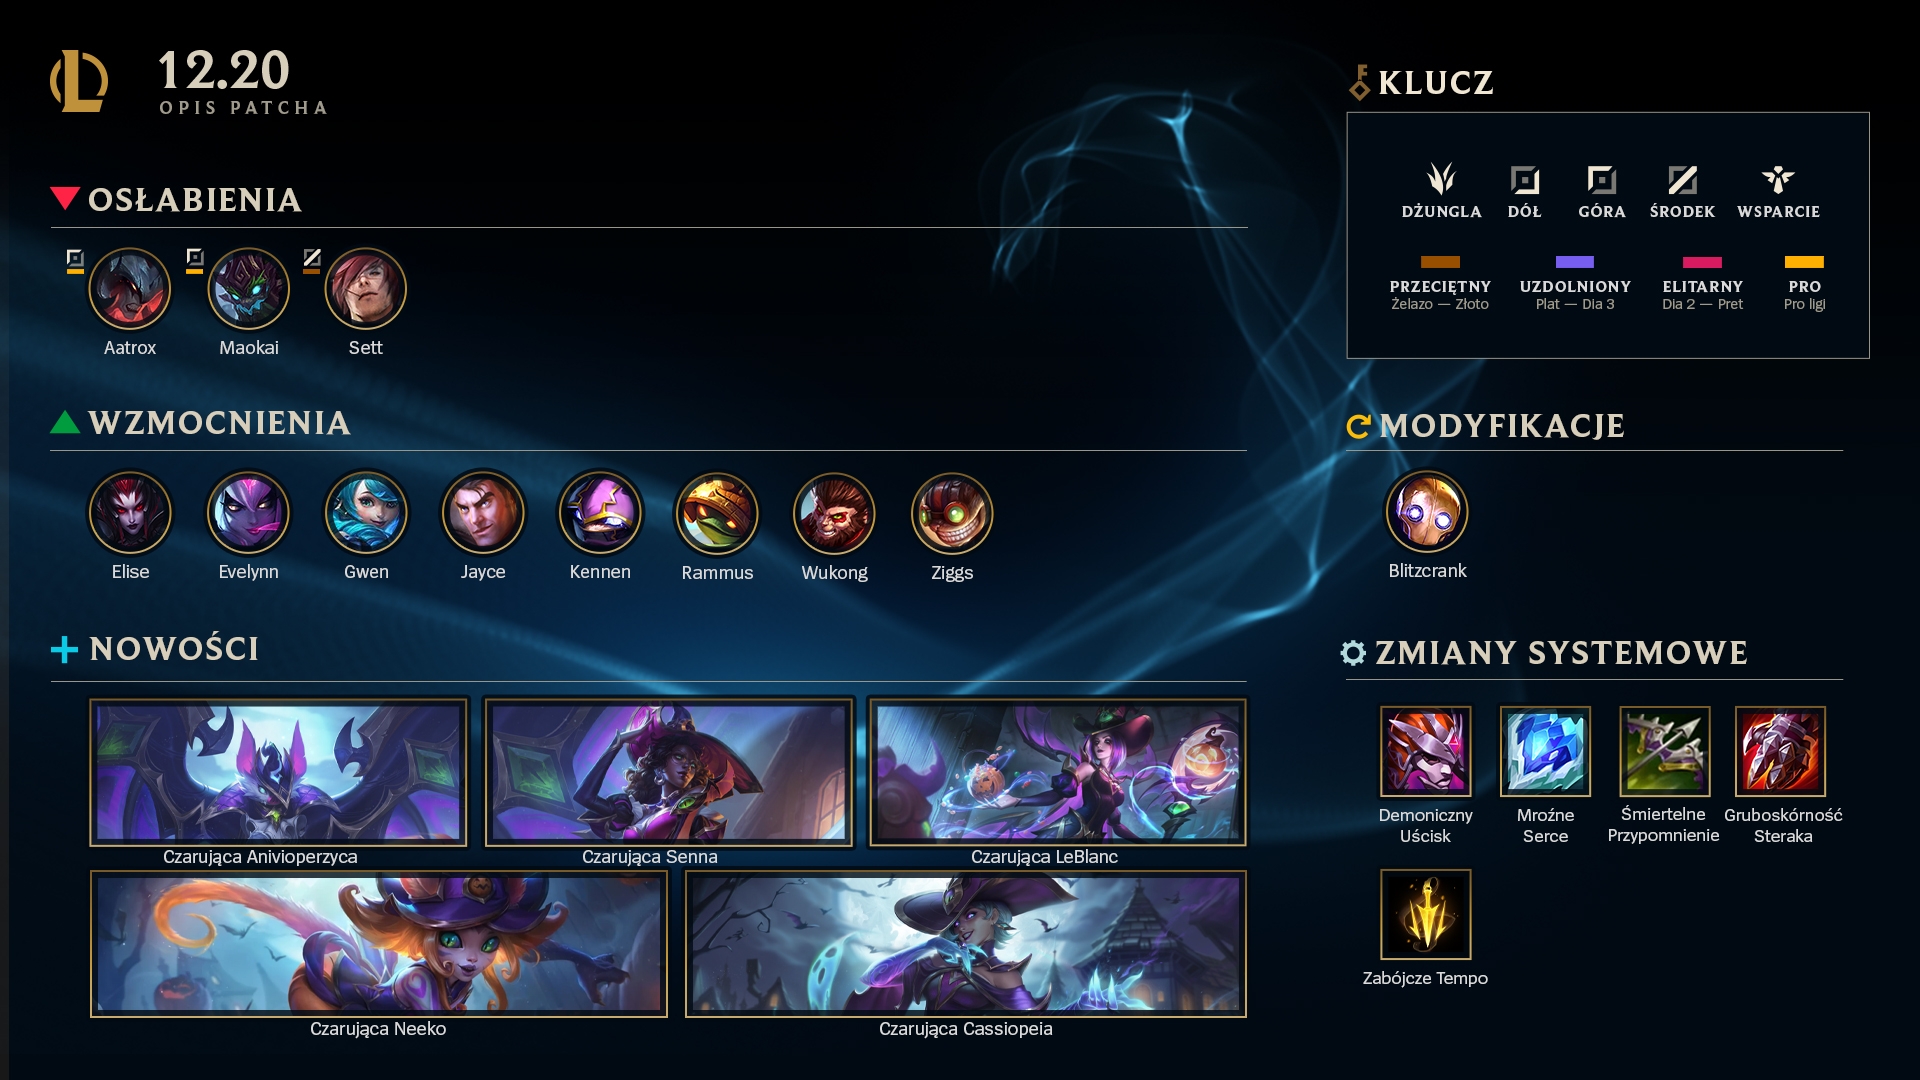 12.20
OPIS PATCHA
OSŁABIENIA
Aatrox
Maokai
Sett
WZMOCNIENIA
Elise
Evelynn
Gwen
Jayce
Kennen
Rammus
Wukong
Ziggs
NOWOŚCI
Czarująca Anivioperzyca
Czarująca Senna
Czarująca LeBlanc
Czarująca Neeko
Czarująca Cassiopeia
KLUCZ
DŻUNGLA
DÓŁ
GÓRA
ŚRODEK
WSPARCIE
PRZECIĘTNY
Żelazo — Złoto
UZDOLNIONY
Plat — Dia 3
ELITARNY
Dia 2 — Pret
PRO
Pro ligi
MODYFIKACJE
Blitzcrank
ZMIANY SYSTEMOWE
Demoniczny
Uścisk
Mroźne
Serce
Śmiertelne
Przypomnienie
Gruboskórność
Steraka
Zabójcze Tempo